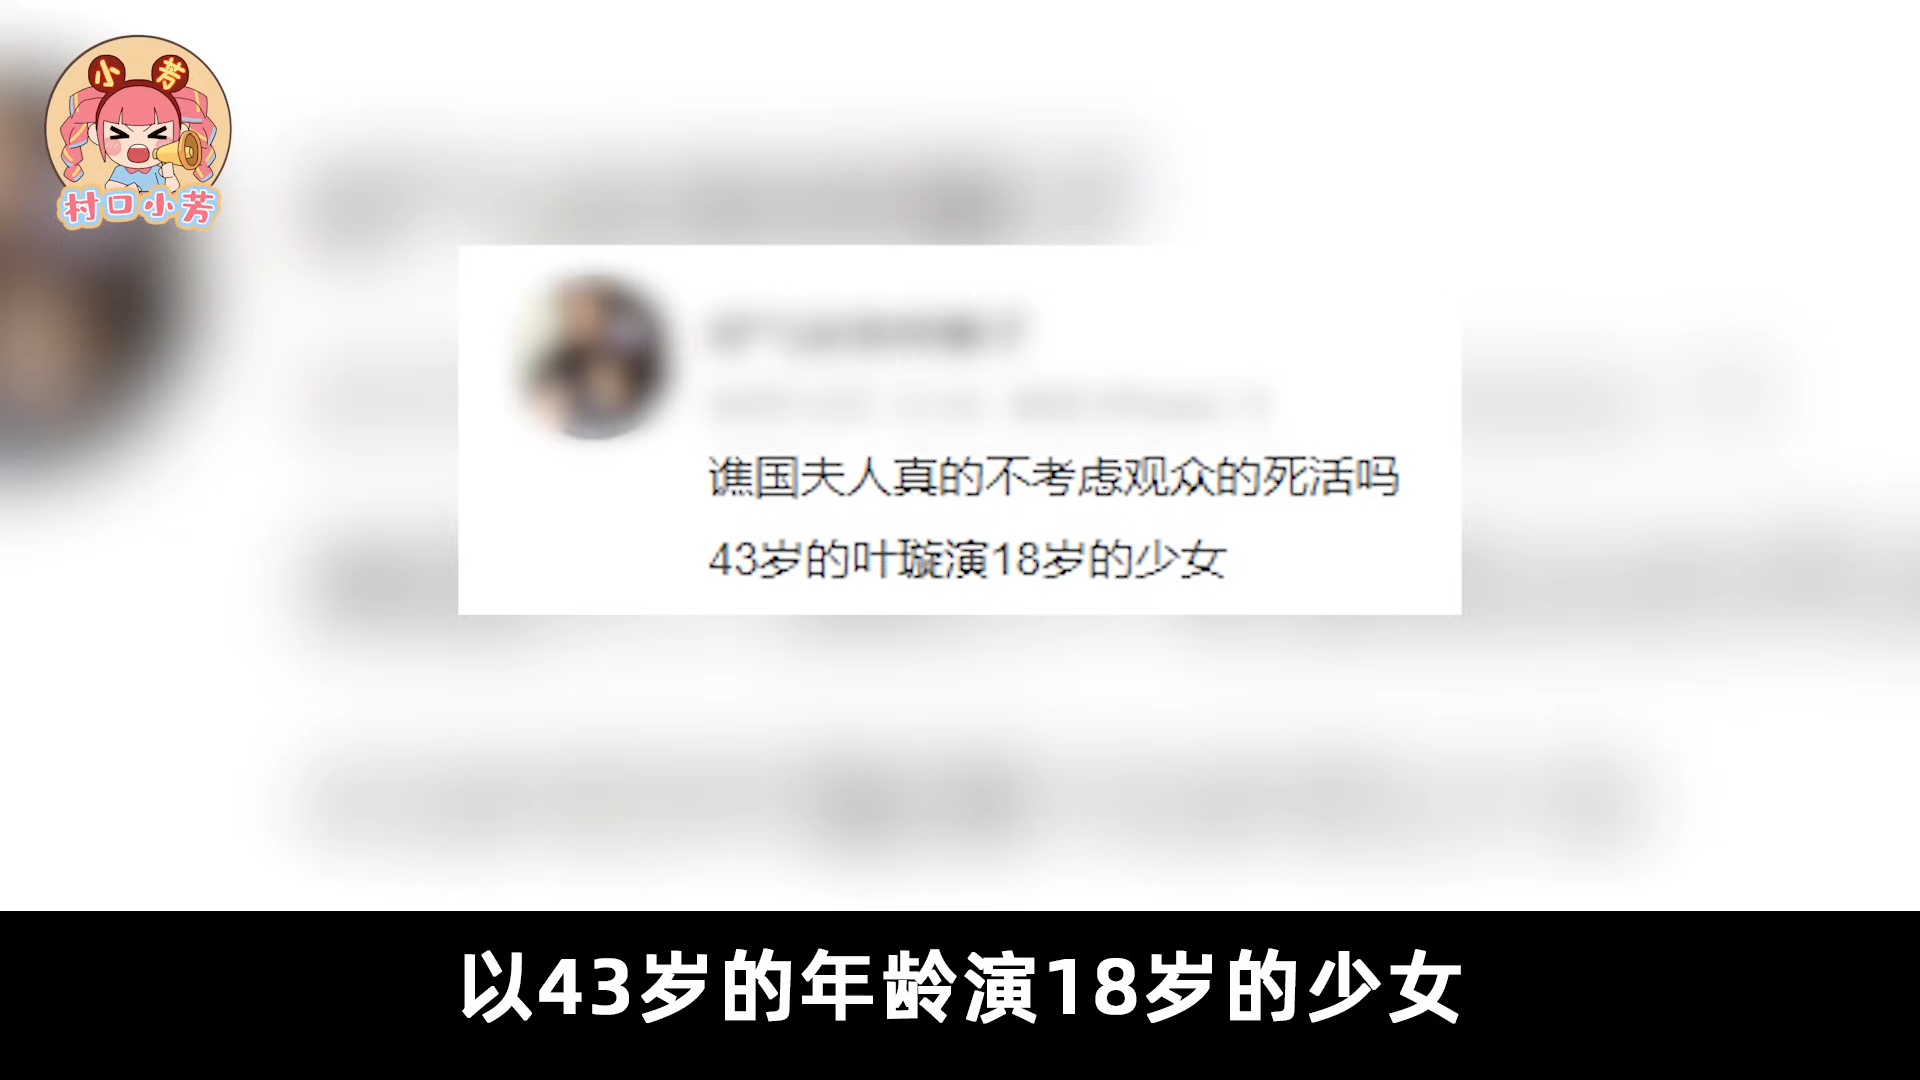 小 芳
村口小芳
谯国夫人真的不考虑观众的死活吗
43岁的叶璇演18岁的少女
以43岁的年龄演18岁的少女